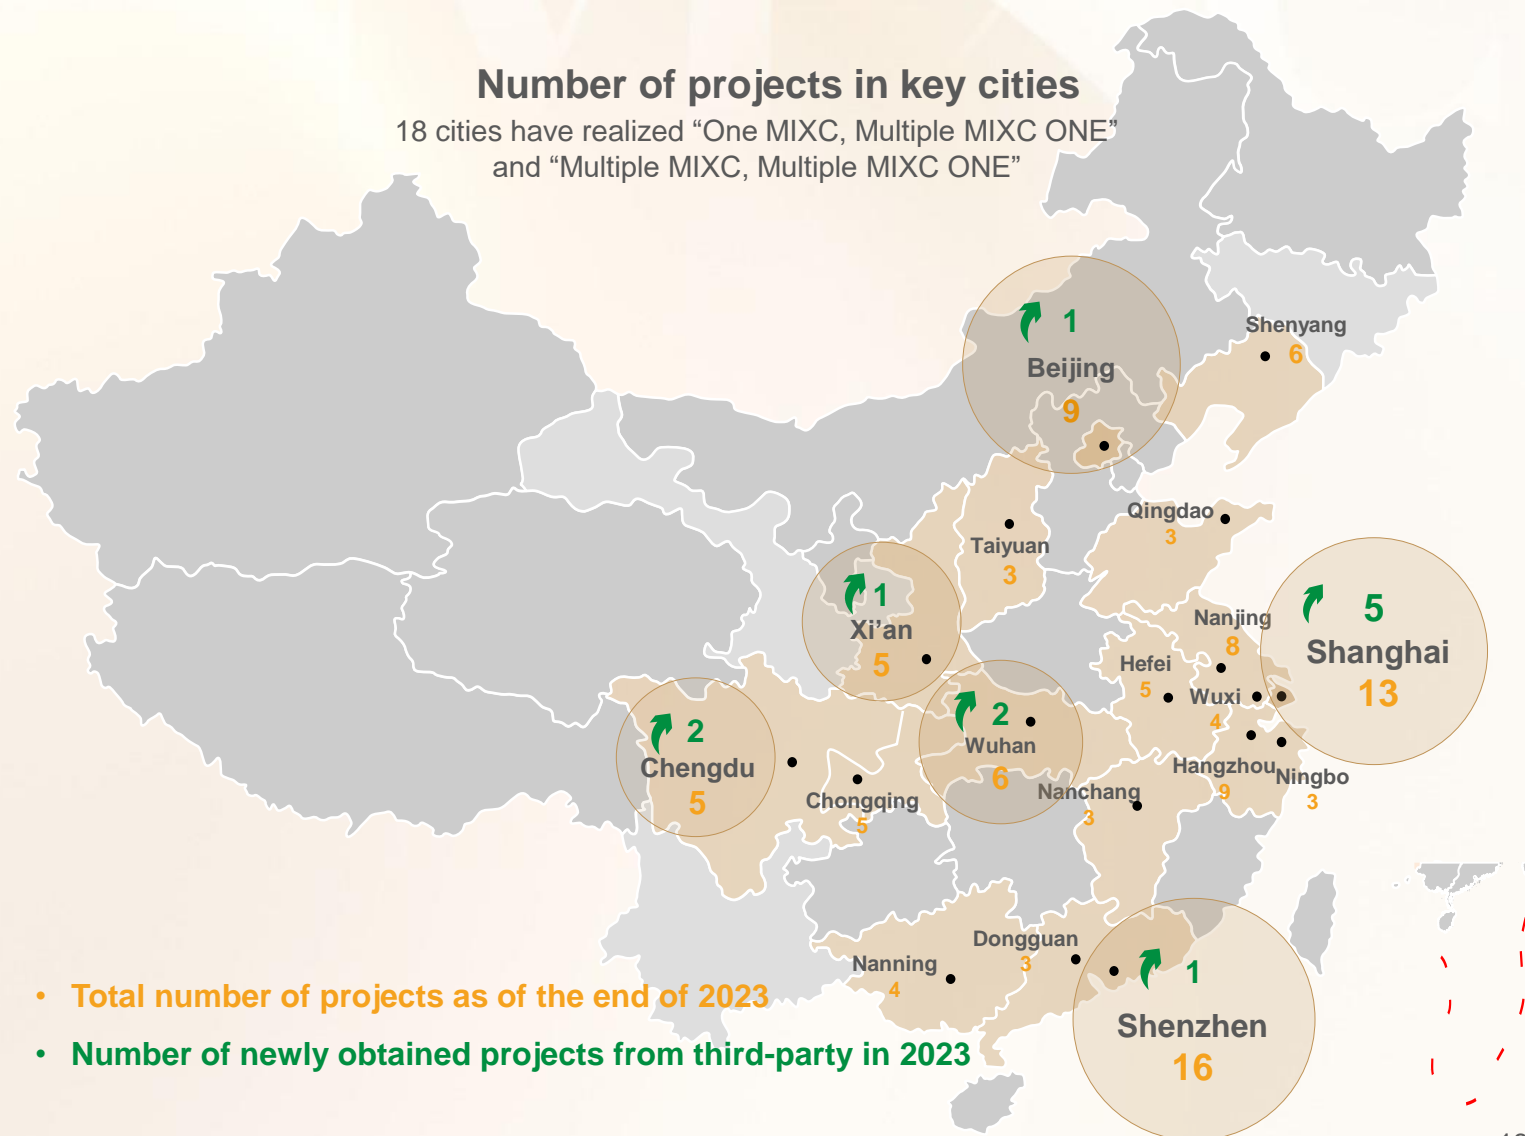 Number of projects in key cities
18 cities have realized “One MIXC, Multiple MIXC ONE”
and “Multiple MIXC, Multiple MIXC ONE”
1
Beijing
9
Shenyang
6
Qingdao
3
Taiyuan
3
1
Xi’an
5
Nanjing
8
5
Shanghai
13
Hefei
5
Wuxi
4
2
Chengdu
5
2
Wuhan
6
Hangzhou
9
Ningbo
3
Chongqing
5
Nanchang
3
Dongguan
3
Nanning
4
1
Shenzhen
16
• Total number of projects as of the end of 2023
• Number of newly obtained projects from third-party in 2023